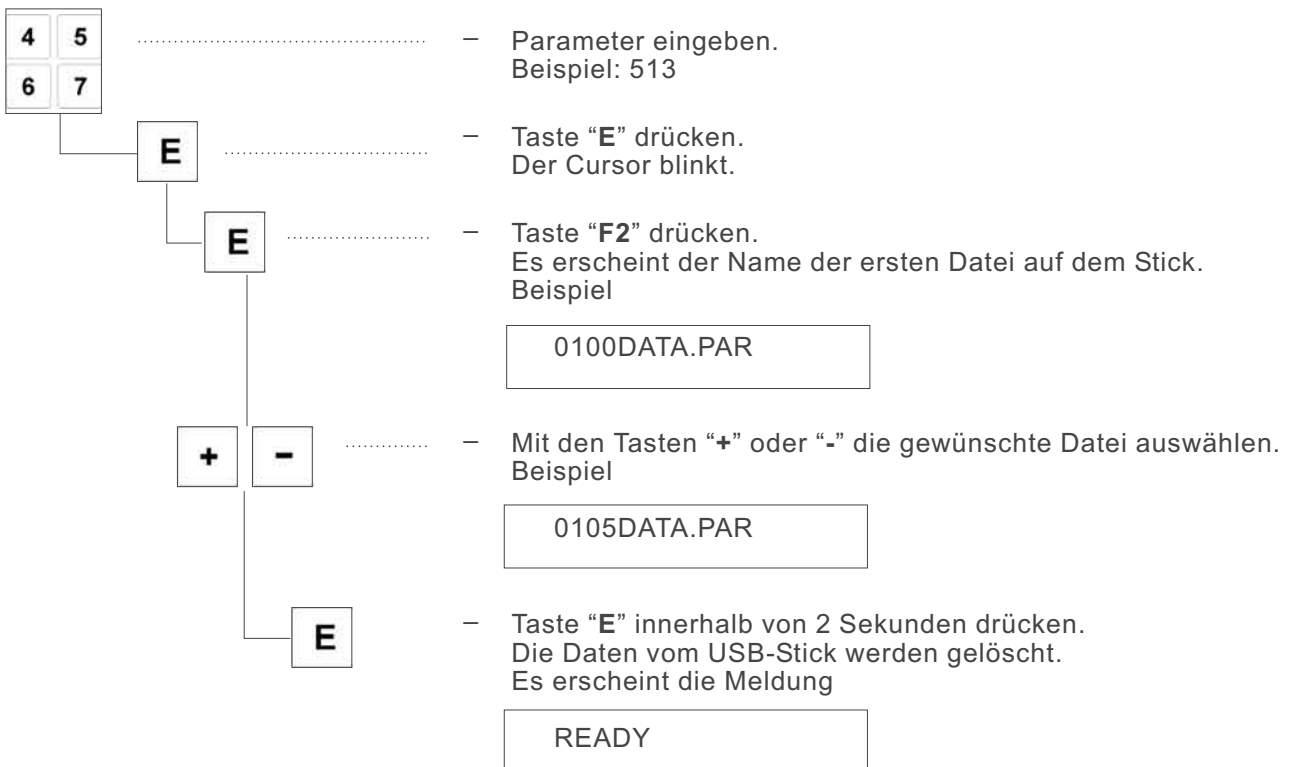 4 5 – Parameter eingeben.
Beispiel: 513
6 7
E – Taste “E” drücken.
Der Cursor blinkt.
E – Taste “F2” drücken.
Es erscheint der Name der ersten Datei auf dem Stick.
Beispiel
0100DATA.PAR
+ - – Mit den Tasten “+” oder “-” die gewünschte Datei auswählen.
Beispiel
0105DATA.PAR
E – Taste “E” innerhalb von 2 Sekunden drücken.
Die Daten vom USB-Stick werden gelöscht.
Es erscheint die Meldung
READY